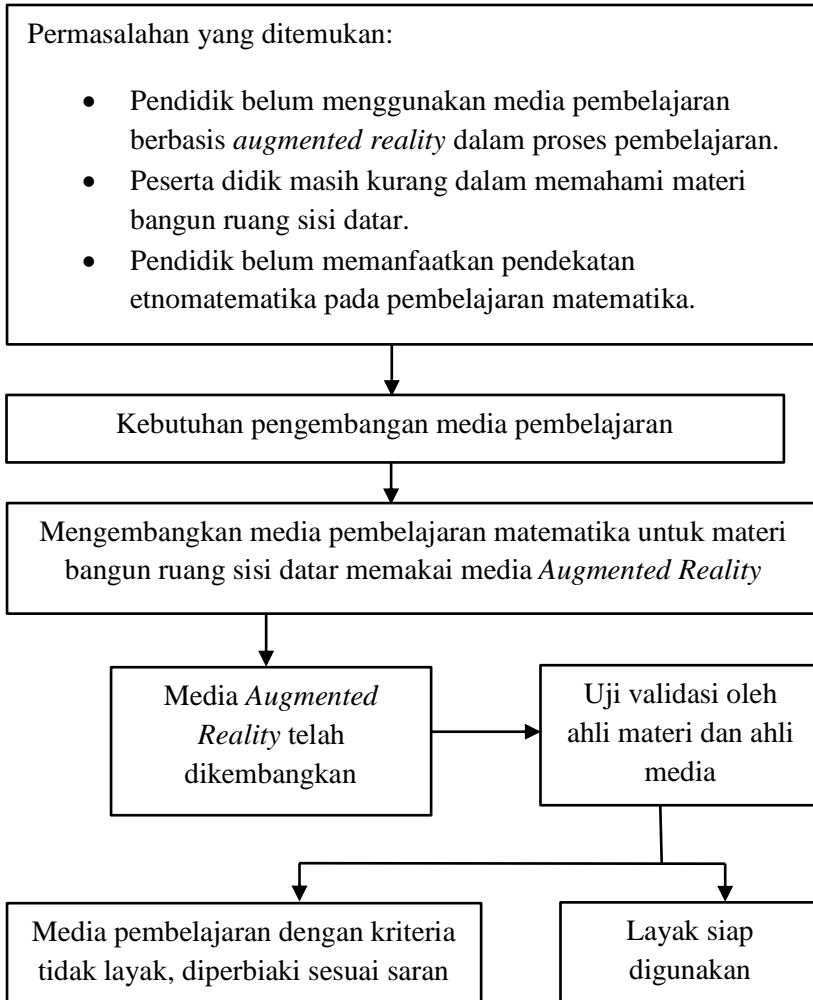 Permasalahan yang ditemukan:
• Pendidik belum menggunakan media pembelajaran
berbasis augmented reality dalam proses pembelajaran.
• Peserta didik masih kurang dalam memahami materi
bangun ruang sisi datar.
• Pendidik belum memanfaatkan pendekatan
etnomatematika pada pembelajaran matematika.
Kebutuhan pengembangan media pembelajaran
Mengembangkan media pembelajaran matematika untuk materi
bangun ruang sisi datar memakai media Augmented Reality
Media Augmented
Reality telah
dikembangkan
Uji validasi oleh
ahli materi dan ahli
media
Media pembelajaran dengan kriteria
tidak layak, diperbiaki sesuai saran
Layak siap
digunakan